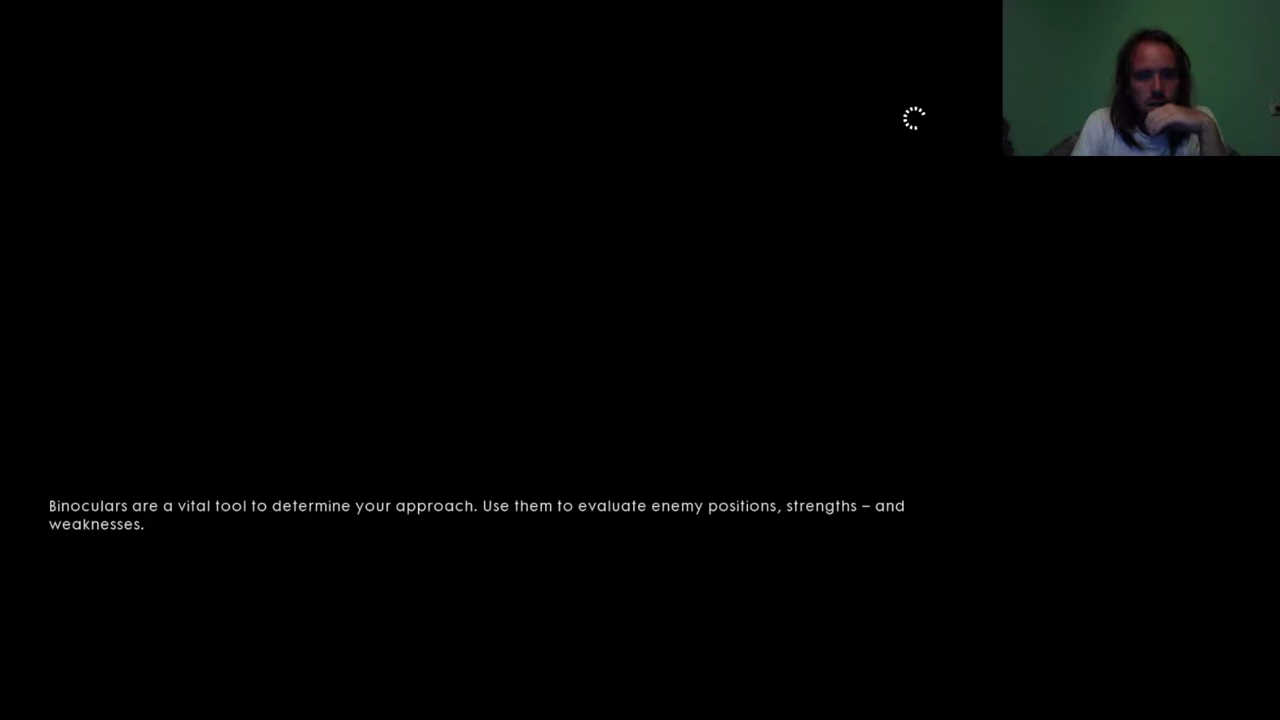 Binoculars are a vital tool to determine your approach. Use them to evaluate enemy positions, strengths – and
weaknesses.